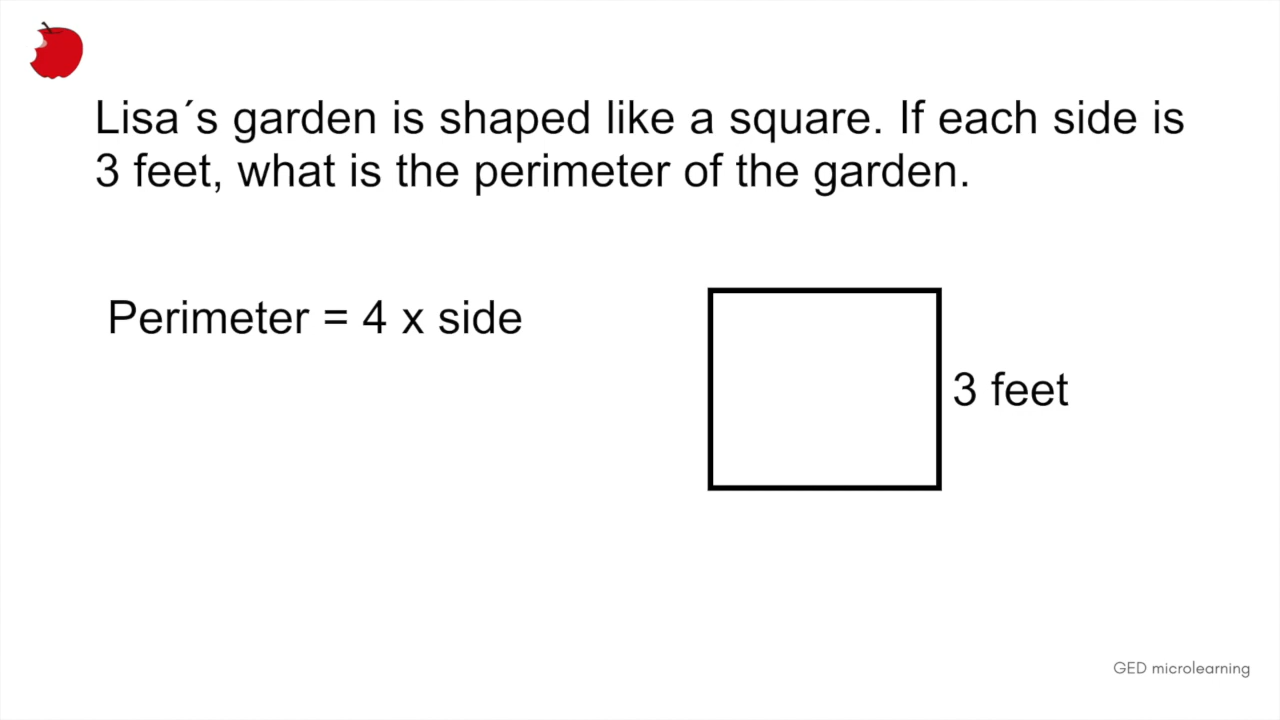 Lisa´s garden is shaped like a square. If each side is
3 feet, what is the perimeter of the garden.
Perimeter = 4 x side
3 feet
GED microlearning